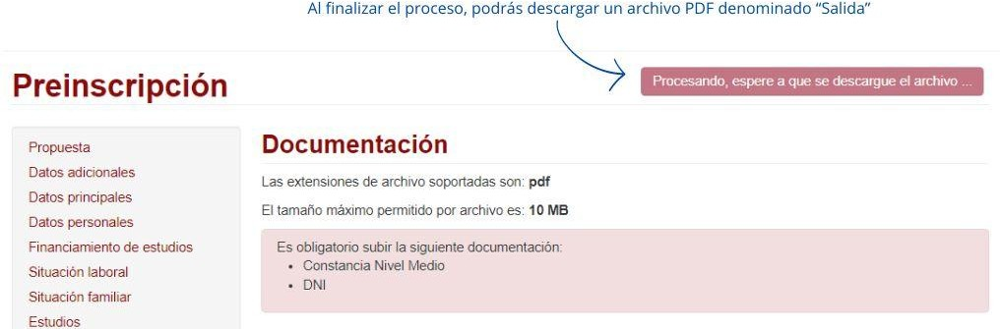 Al finalizar el proceso, podrás descargar un archivo PDF denominado “Salida”
Preinscripción
Procesando, espere a que se descargue el archivo ...
Propuesta
Datos adicionales
Datos principales
Datos personales
Financiamiento de estudios
Situación laboral
Situación familiar
Estudios
Documentación
Las extensiones de archivo soportadas son: pdf
El tamaño máximo permitido por archivo es: 10 MB
Es obligatorio subir la siguiente documentación:
• Constancia Nivel Medio
• DNI